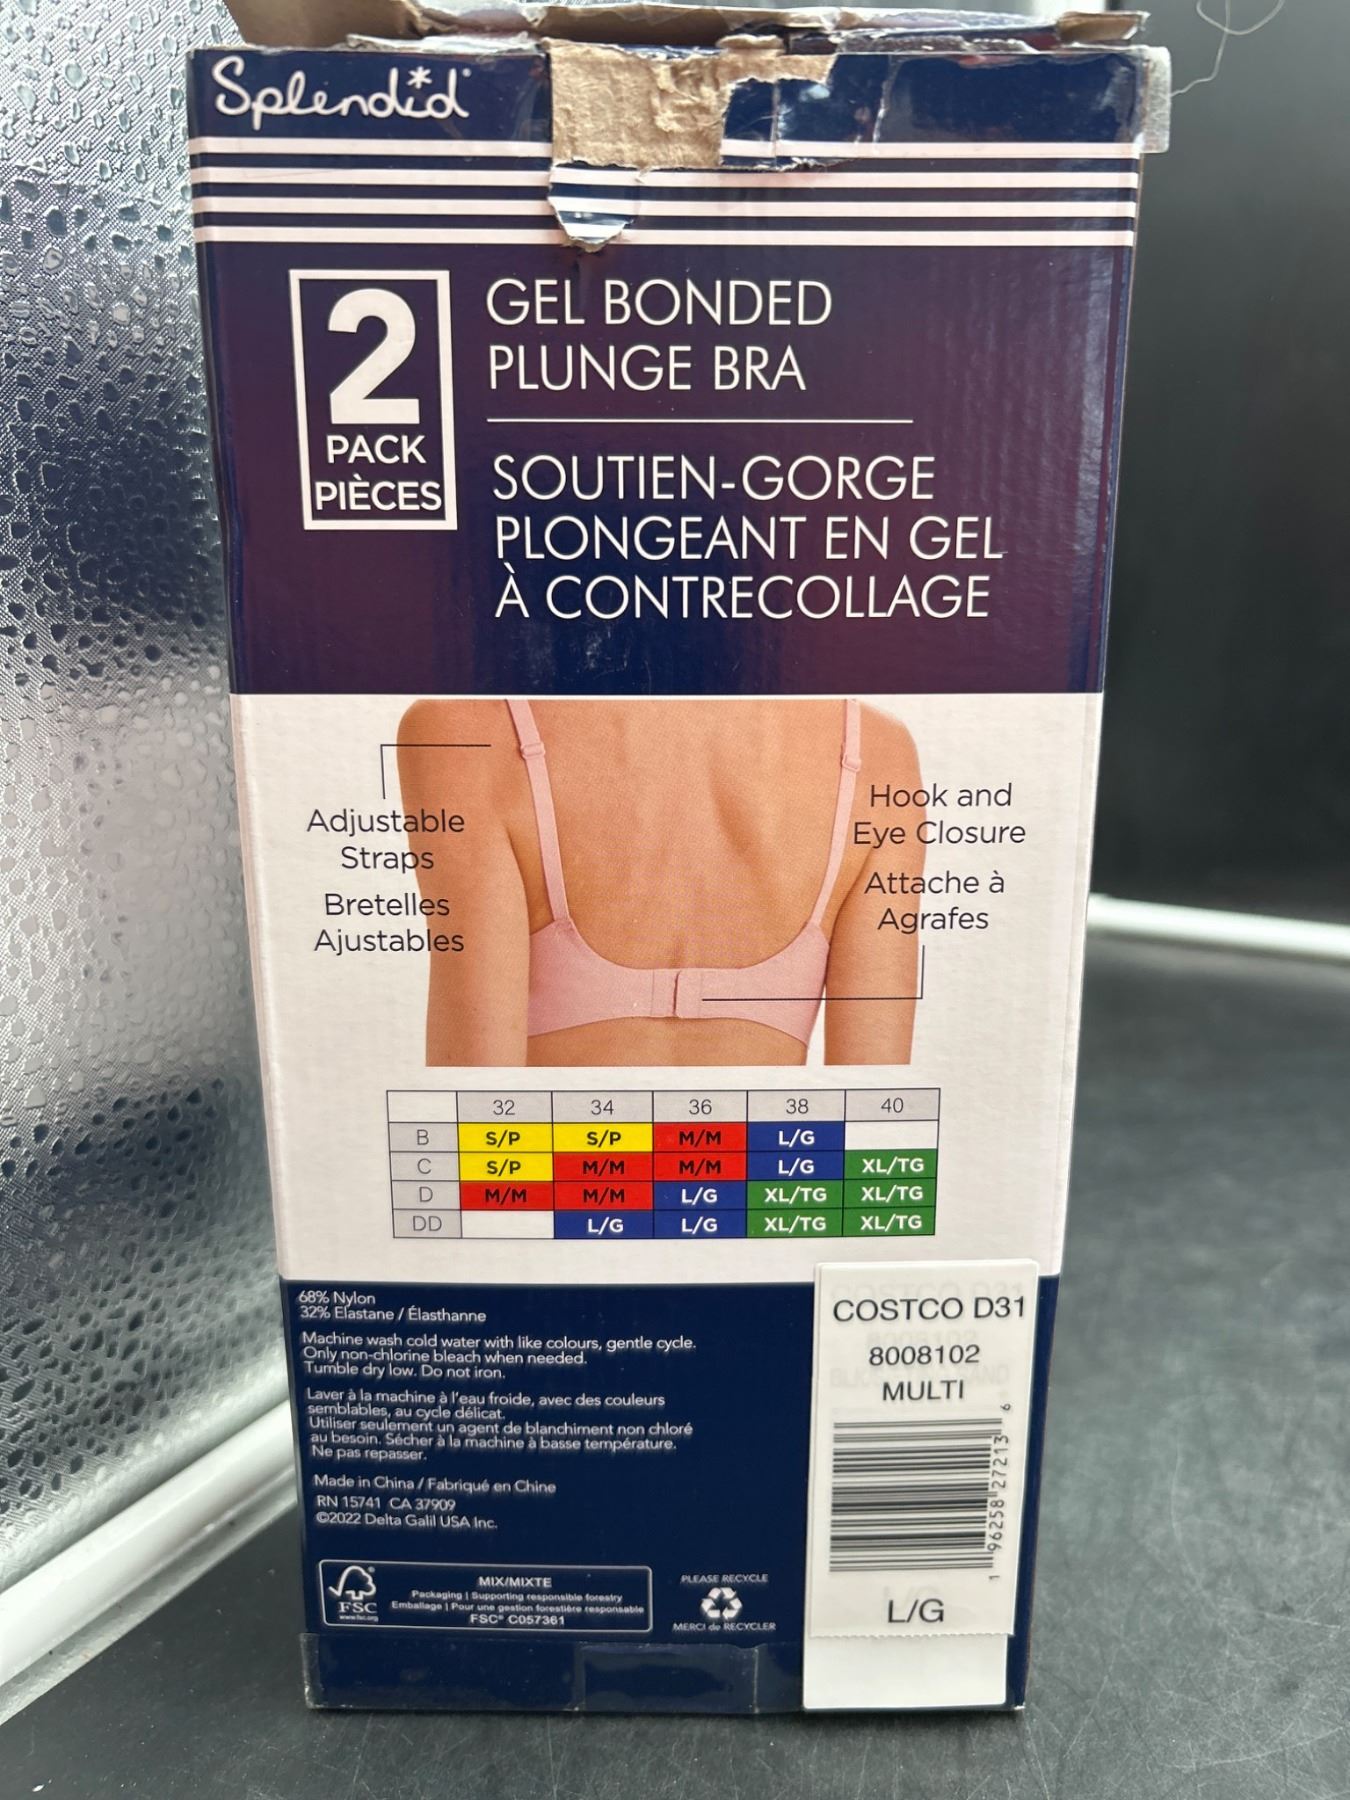 Splendid
2
PACK
PIÈCES
GEL BONDED
PLUNGE BRA
SOUTIEN-GORGE
PLONGEANT EN GEL
À CONTRECOLLAGE
Adjustable
Straps
Bretelles
Ajustables
Hook and
Eye Closure
Attache à
Agrafes
32 34 36 38 40
B S/P S/P M/M L/G
C S/P M/M M/M L/G XL/TG
D M/M M/M L/G XL/TG XL/TG
DD L/G L/G XL/TG XL/TG
68% Nylon
32% Elastane / Élasthanne
Machine wash cold water with like colours, gentle cycle.
Only non-chlorine bleach when needed.
Tumble dry low. Do not iron.
Laver à la machine à l'eau froide, avec des couleurs
semblables, au cycle délicat.
Utiliser seulement un agent de blanchiment non chloré
au besoin. Sécher à la machine à basse température.
Ne pas repasser.
Made in China / Fabriqué en Chine
RN 15741 CA 37909
©2022 Delta Galil USA Inc.
FSC
www.fsc.org
MIX/MIXTE
Packaging | Supporting responsible forestry
Emballage | Pour une gestion forestière responsable
FSC® C057361
PLEASE RECYCLE
MERCI de RECYCLER
COSTCO D31
8008102
MULTI
1 96258 27213 6
L/G